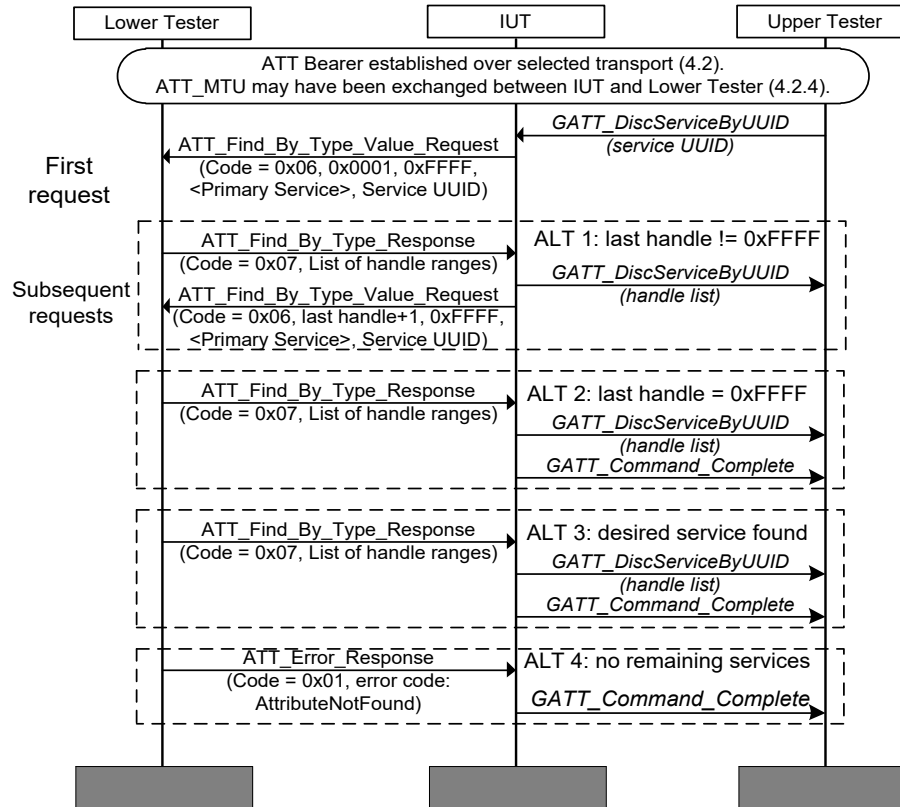 Lower Tester
IUT
Upper Tester
ATT Bearer established over selected transport (4.2).
ATT_MTU may have been exchanged between IUT and Lower Tester (4.2.4).
GATT_DiscServiceByUUID
(service UUID)
First
request
ATT_Find_By_Type_Value_Request
(Code = 0x06, 0x0001, 0xFFFF,
<Primary Service>, Service UUID)
Subsequent
requests
ATT_Find_By_Type_Response
(Code = 0x07, List of handle ranges)
ALT 1: last handle != 0xFFFF
GATT_DiscServiceByUUID
(handle list)
ATT_Find_By_Type_Value_Request
(Code = 0x06, last handle+1, 0xFFFF,
<Primary Service>, Service UUID)
ATT_Find_By_Type_Response
(Code = 0x07, List of handle ranges)
ALT 2: last handle = 0xFFFF
GATT_DiscServiceByUUID
(handle list)
GATT_Command_Complete
ATT_Find_By_Type_Response
(Code = 0x07, List of handle ranges)
ALT 3: desired service found
GATT_DiscServiceByUUID
(handle list)
GATT_Command_Complete
ATT_Error_Response
(Code = 0x01, error code:
AttributeNotFound)
ALT 4: no remaining services
GATT_Command_Complete